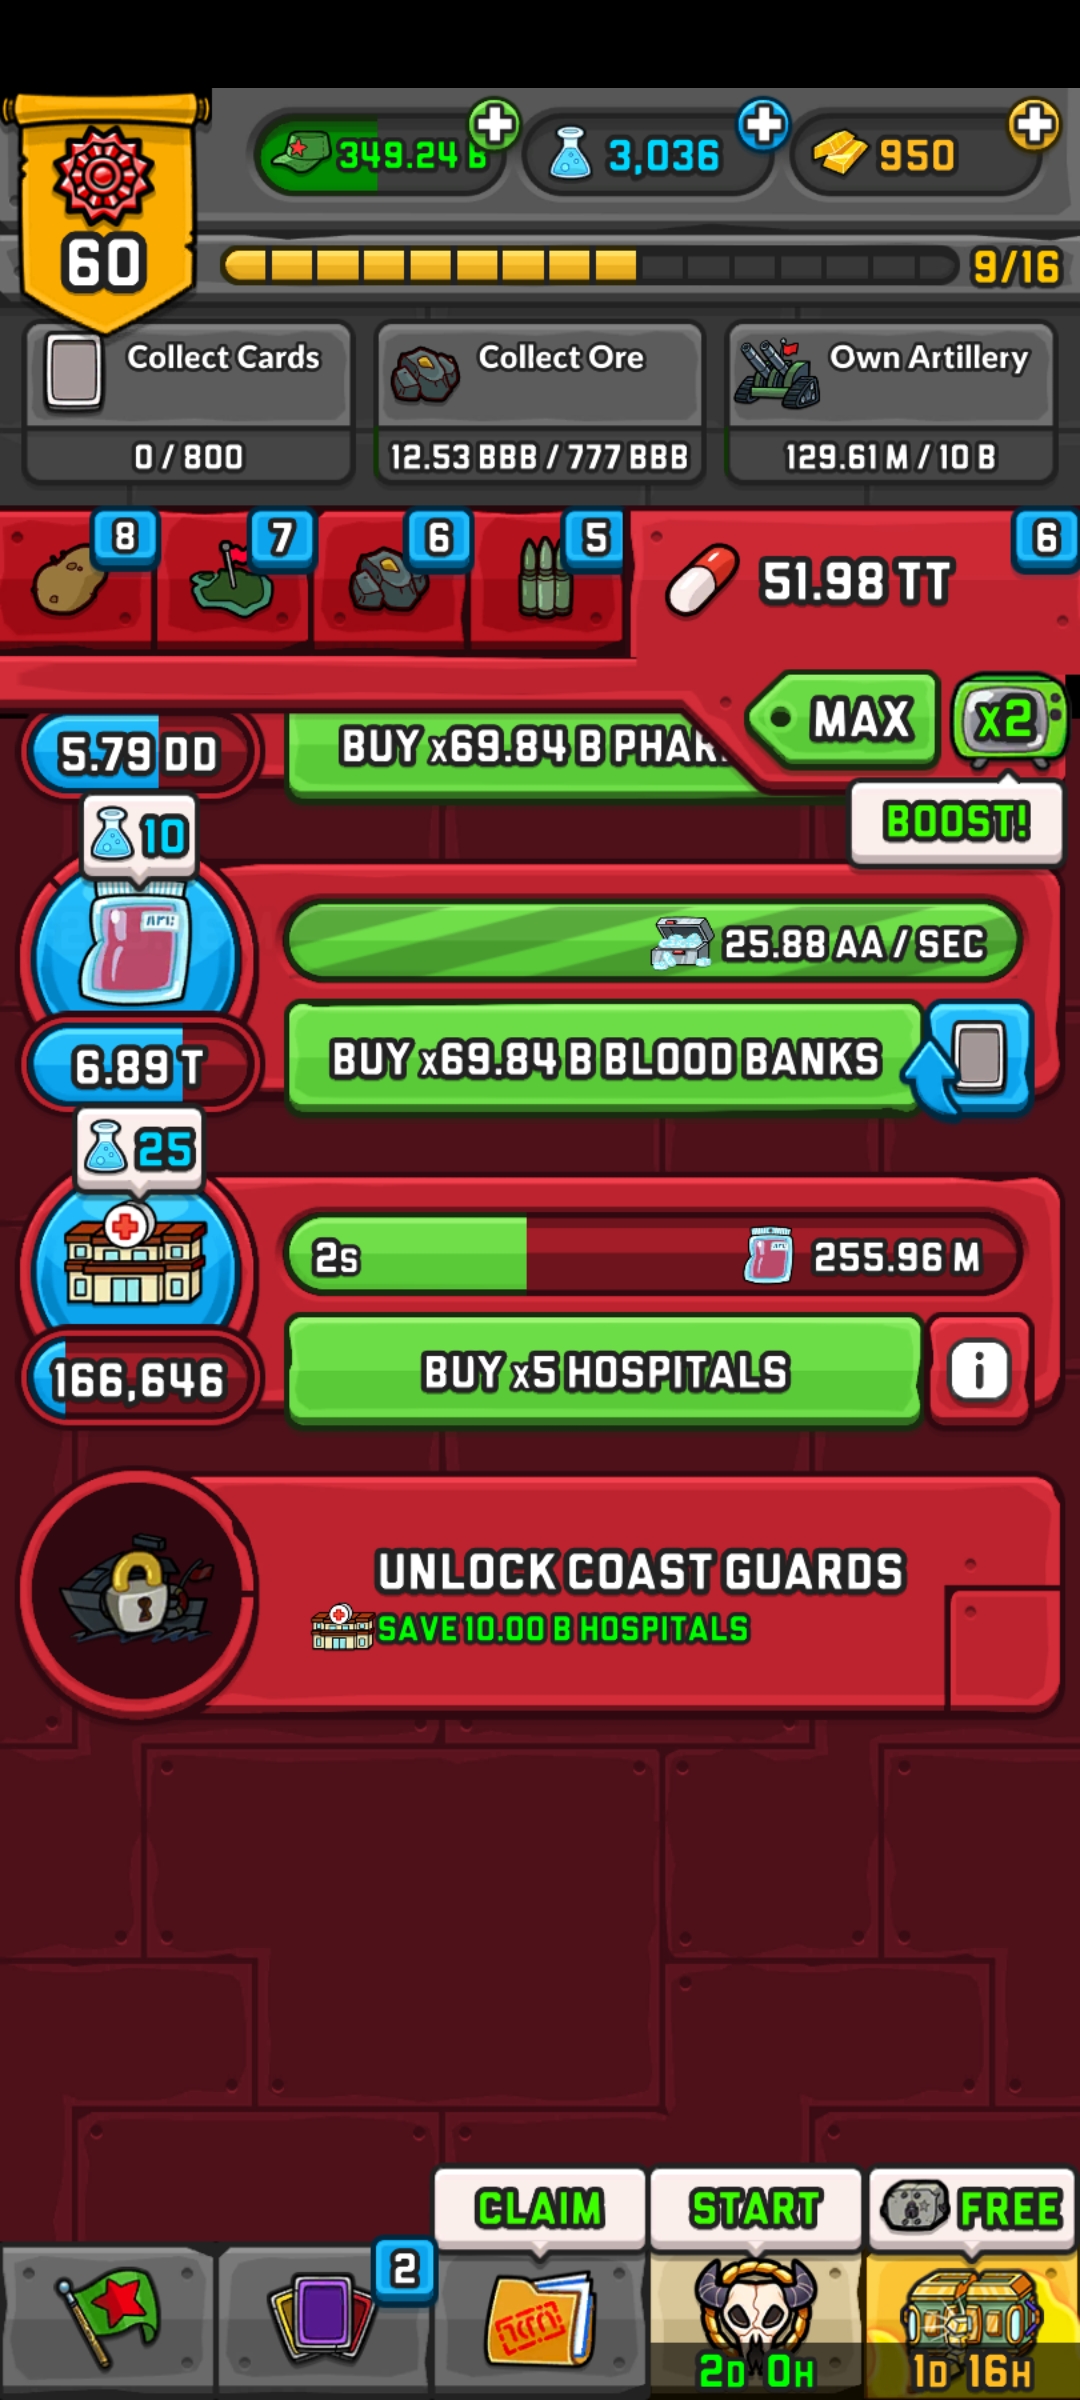 349.24 B
3,036
950
60
9/16
Collect Cards
0 / 800
Collect Ore
12.53 BBB / 777 BBB
Own Artillery
129.61 M / 10 B
8
7
6
5
51.98 TT
6
MAX
x2
BOOST!
5.79 DD
BUY x69.84 B PHAR
10
25.88 AA / SEC
6.89 T
BUY x69.84 B BLOOD BANKS
25
2s
255.96 M
166,646
BUY x5 HOSPITALS
i
UNLOCK COAST GUARDS
SAVE 10.00 B HOSPITALS
CLAIM
START
FREE
2
2D 0H
1D 16H